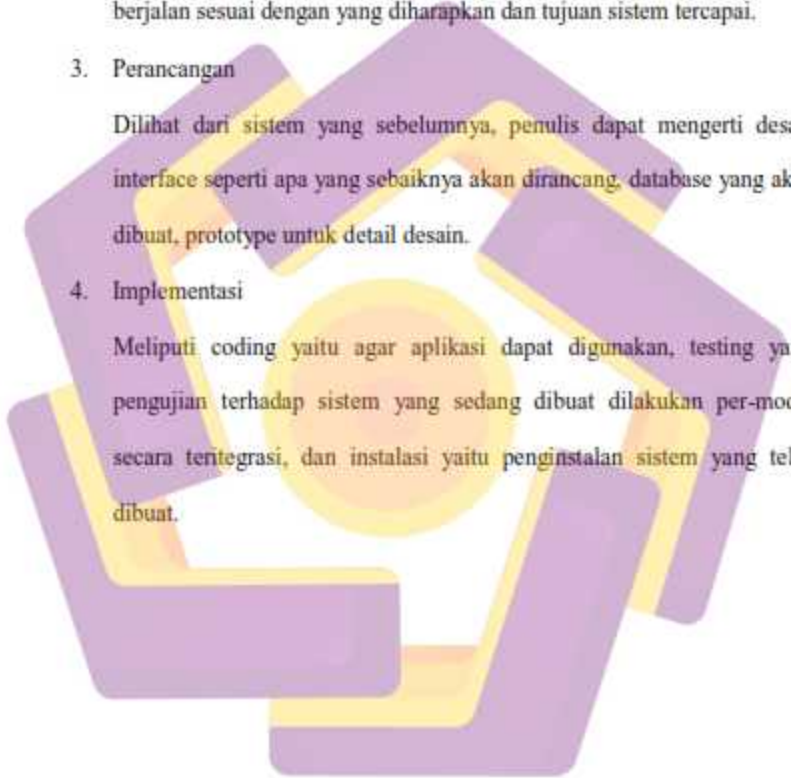 berjalan sesuai dengan yang diharapkan dan tujuan sistem tercapai.
3. Perancangan
Dilihat dari sistem yang sebelumnya, penulis dapat mengerti desa
interface seperti apa yang sebaiknya akan dirancang, database yang ak
dibuat, prototype untuk detail desain.
4. Implementasi
Meliputi coding yaitu agar aplikasi dapat digunakan, testing ya
pengujian terhadap sistem yang sedang dibuat dilakukan per-mod
secara teritegrasi, dan instalasi yaitu penginstalan sistem yang tel
dibuat.